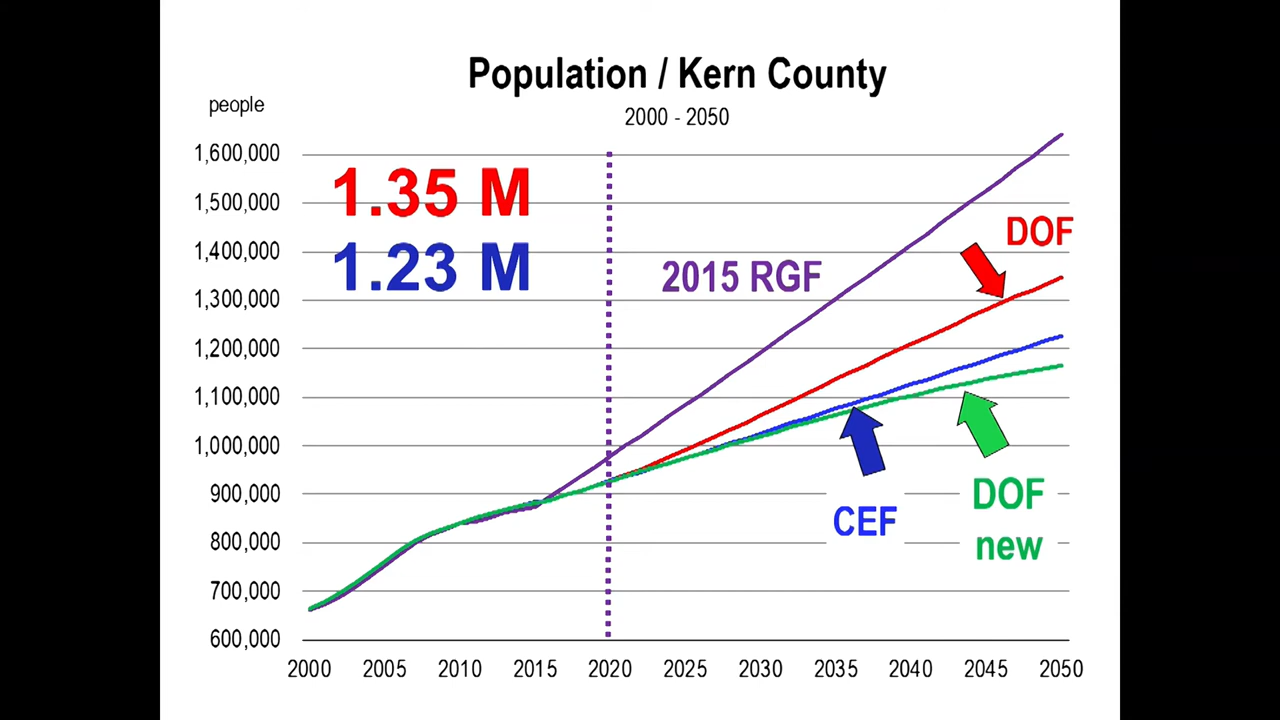 Population / Kern County
people
2000 - 2050
1,600,000
1.35 M
1,500,000
DOF
1,400,000
1.23 M
2015 RGF
1,300,000
1,200,000
1,100,000
1,000,000
900,000
DOF
new
CEF
800,000
700,000
600,000
2000 2005 2010 2015 2020 2025 2030 2035 2040 2045 2050